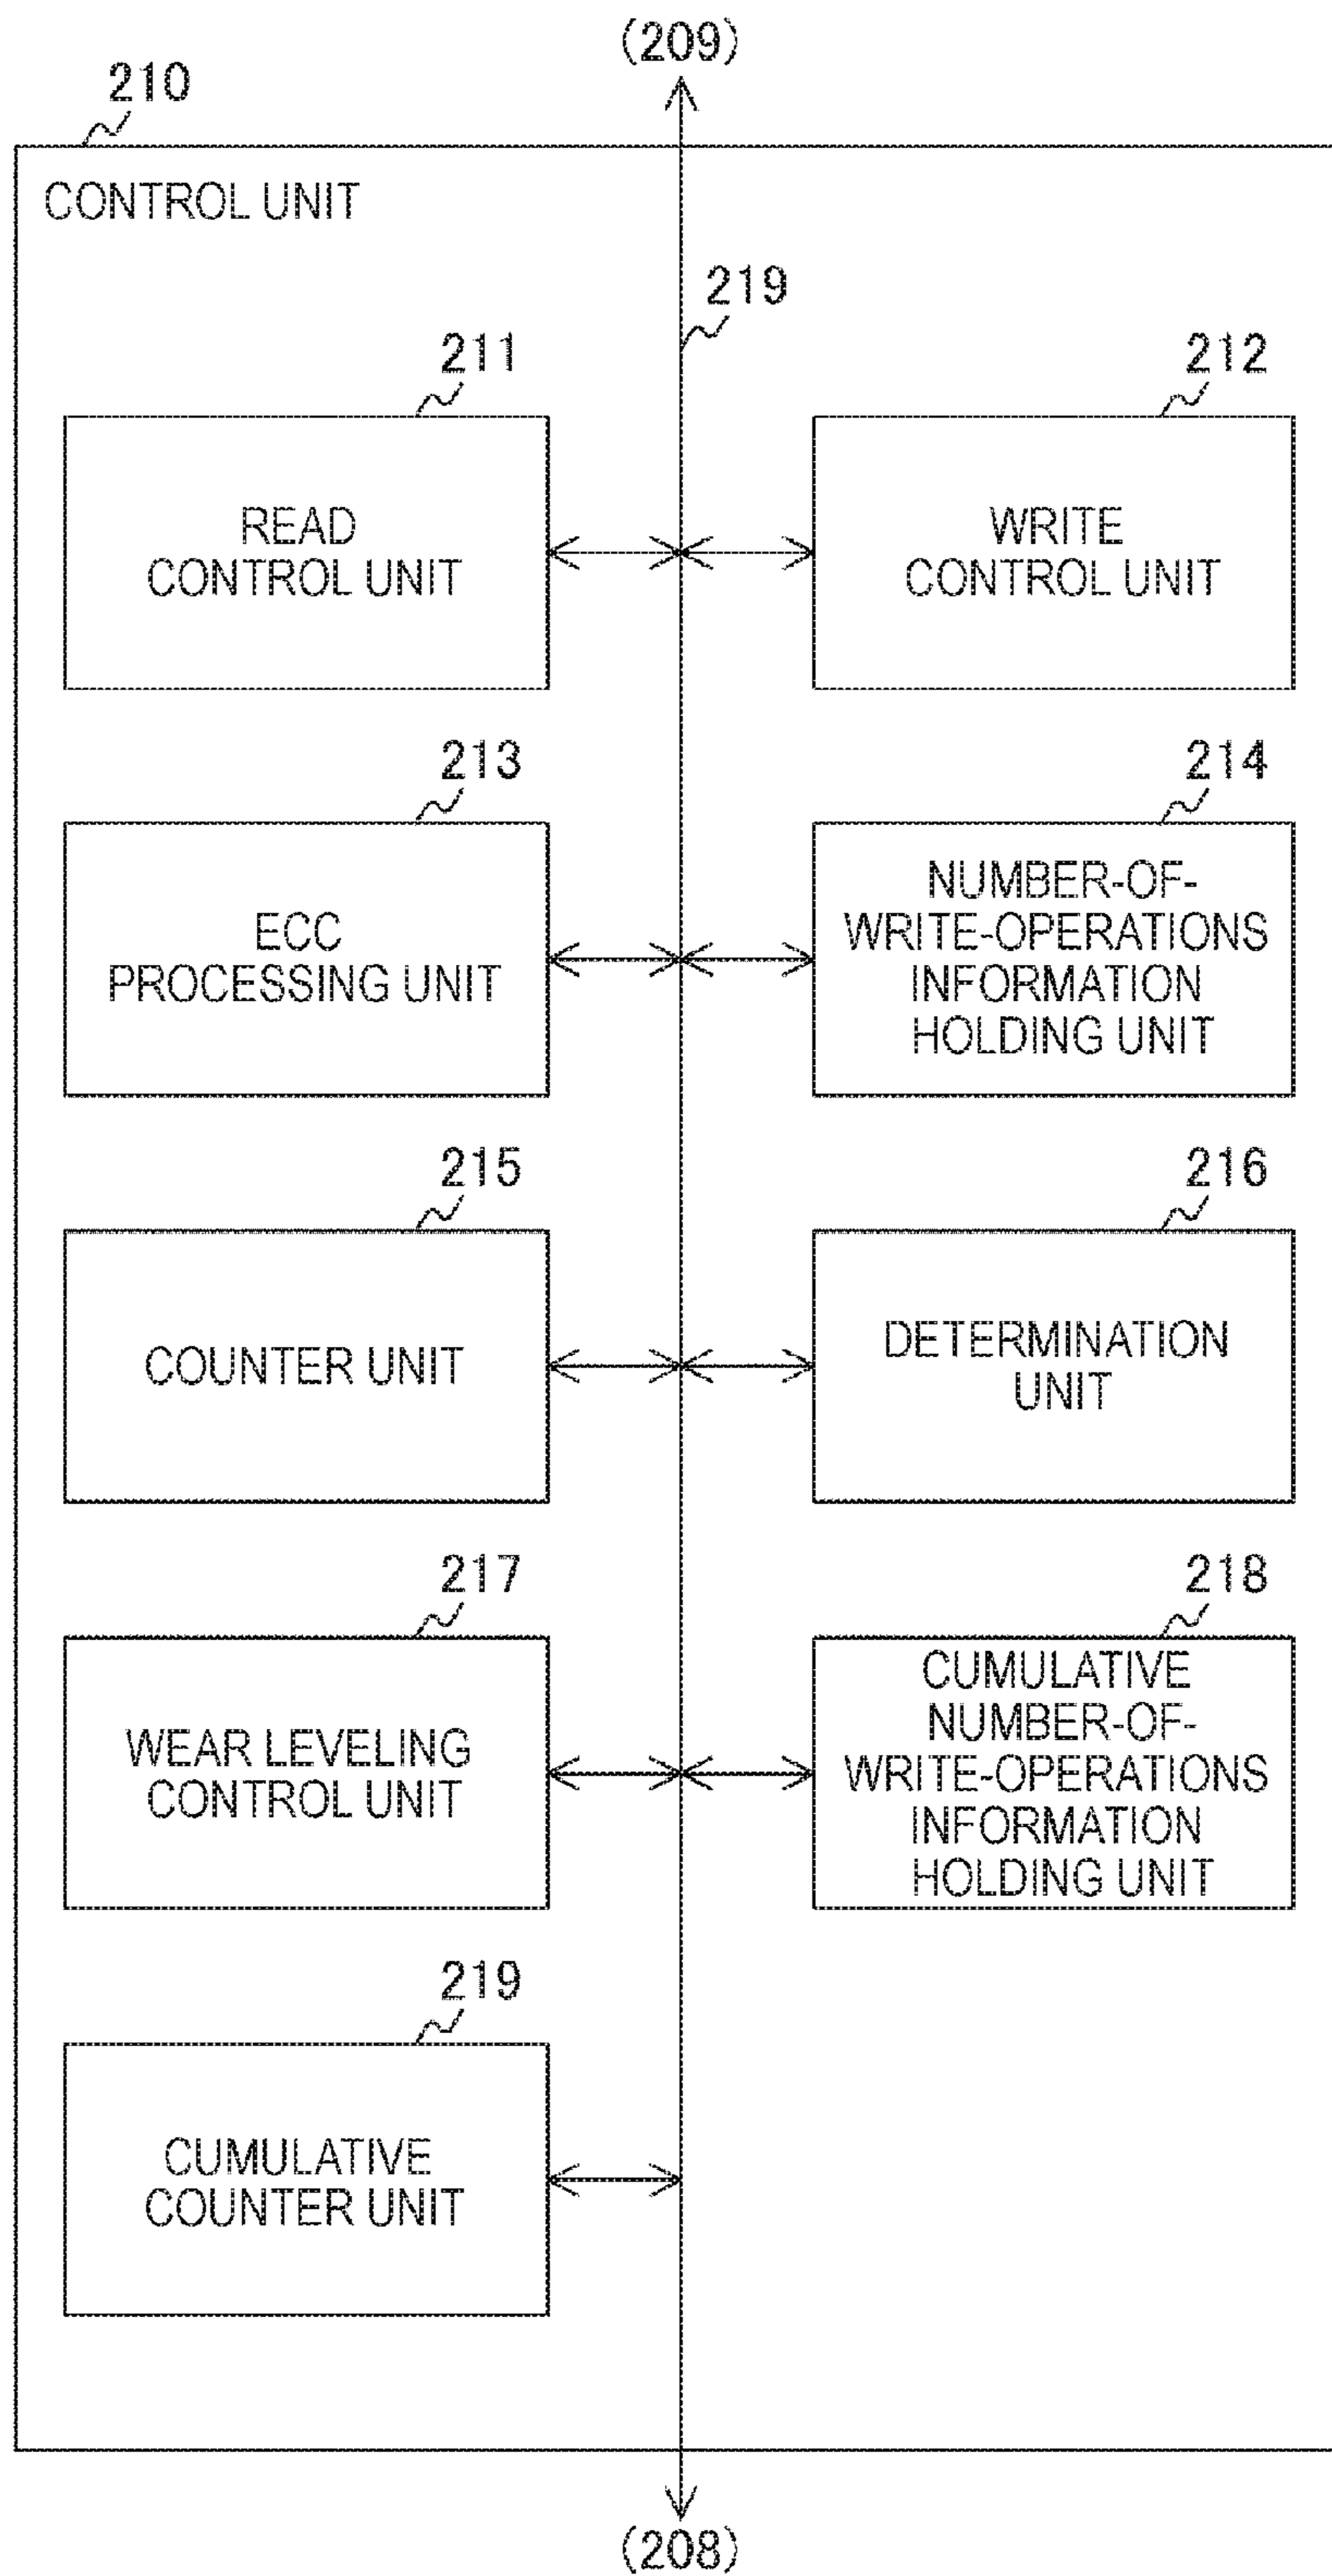 (209)
210
CONTROL UNIT
219
211
READ
CONTROL UNIT
212
WRITE
CONTROL UNIT
213
ECC
PROCESSING UNIT
214
NUMBER-OF-
WRITE-OPERATIONS
INFORMATION
HOLDING UNIT
215
COUNTER UNIT
216
DETERMINATION
UNIT
217
WEAR LEVELING
CONTROL UNIT
218
CUMULATIVE
NUMBER-OF-
WRITE-OPERATIONS
INFORMATION
HOLDING UNIT
219
CUMULATIVE
COUNTER UNIT
(208)